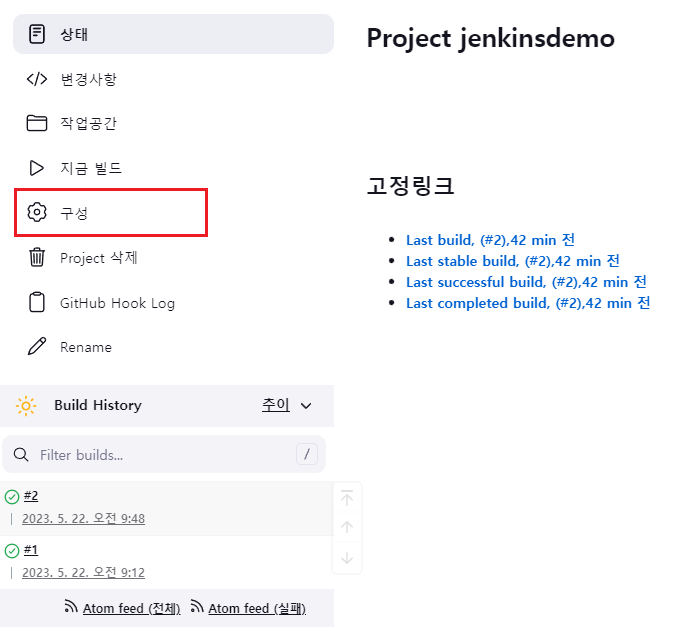 상태
변경사항
작업공간
지금 빌드
구성
Project 삭제
GitHub Hook Log
Rename
Build History 추이
Filter builds... /
#2
2023. 5. 22. 오전 9:48
#1
2023. 5. 22. 오전 9:12
Atom feed (전체) Atom feed (실패)
Project jenkinsdemo
고정링크
Last build, (#2),42 min 전
Last stable build, (#2),42 min 전
Last successful build, (#2),42 min 전
Last completed build, (#2),42 min 전